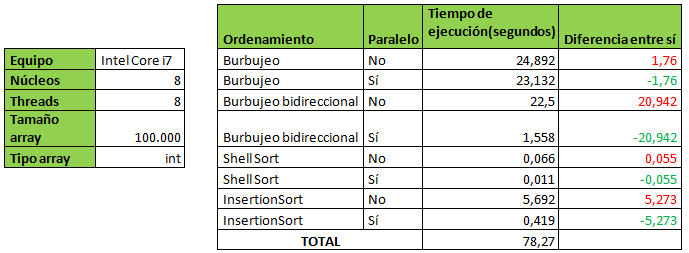 Equipo Intel Core i7
Núcleos 8
Threads 8
Tamaño array 100.000
Tipo array int
Ordenamiento Paralelo Tiempo de ejecución(segundos) Diferencia entre sí
Burbujeo No 24,892 1,76
Burbujeo Sí 23,132 -1,76
Burbujeo bidireccional No 22,5 20,942
Burbujeo bidireccional Sí 1,558 -20,942
Shell Sort No 0,066 0,055
Shell Sort Sí 0,011 -0,055
InsertionSort No 5,692 5,273
InsertionSort Sí 0,419 -5,273
TOTAL 78,27